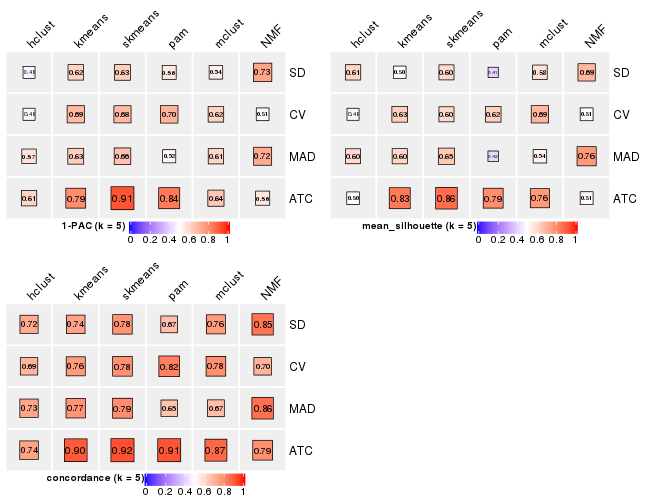 hclust kmeans skmeans pam mclust NMF
0.48 0.62 0.63 0.56 0.54 0.73 SD
0.48 0.69 0.68 0.70 0.62 0.51 CV
0.57 0.63 0.66 0.52 0.61 0.72 MAD
0.61 0.79 0.91 0.84 0.64 0.56 ATC
1-PAC (k = 5)
0 0.2 0.4 0.6 0.8 1
hclust kmeans skmeans pam mclust NMF
0.61 0.50 0.60 0.41 0.58 0.69 SD
0.48 0.63 0.60 0.62 0.69 0.51 CV
0.60 0.60 0.65 0.42 0.54 0.76 MAD
0.50 0.83 0.86 0.79 0.76 0.51 ATC
mean_silhouette (k = 5)
0 0.2 0.4 0.6 0.8 1
hclust kmeans skmeans pam mclust NMF
0.72 0.74 0.78 0.67 0.76 0.85 SD
0.69 0.76 0.78 0.82 0.78 0.70 CV
0.73 0.77 0.79 0.65 0.67 0.86 MAD
0.74 0.90 0.92 0.91 0.87 0.79 ATC
concordance (k = 5)
0 0.2 0.4 0.6 0.8 1